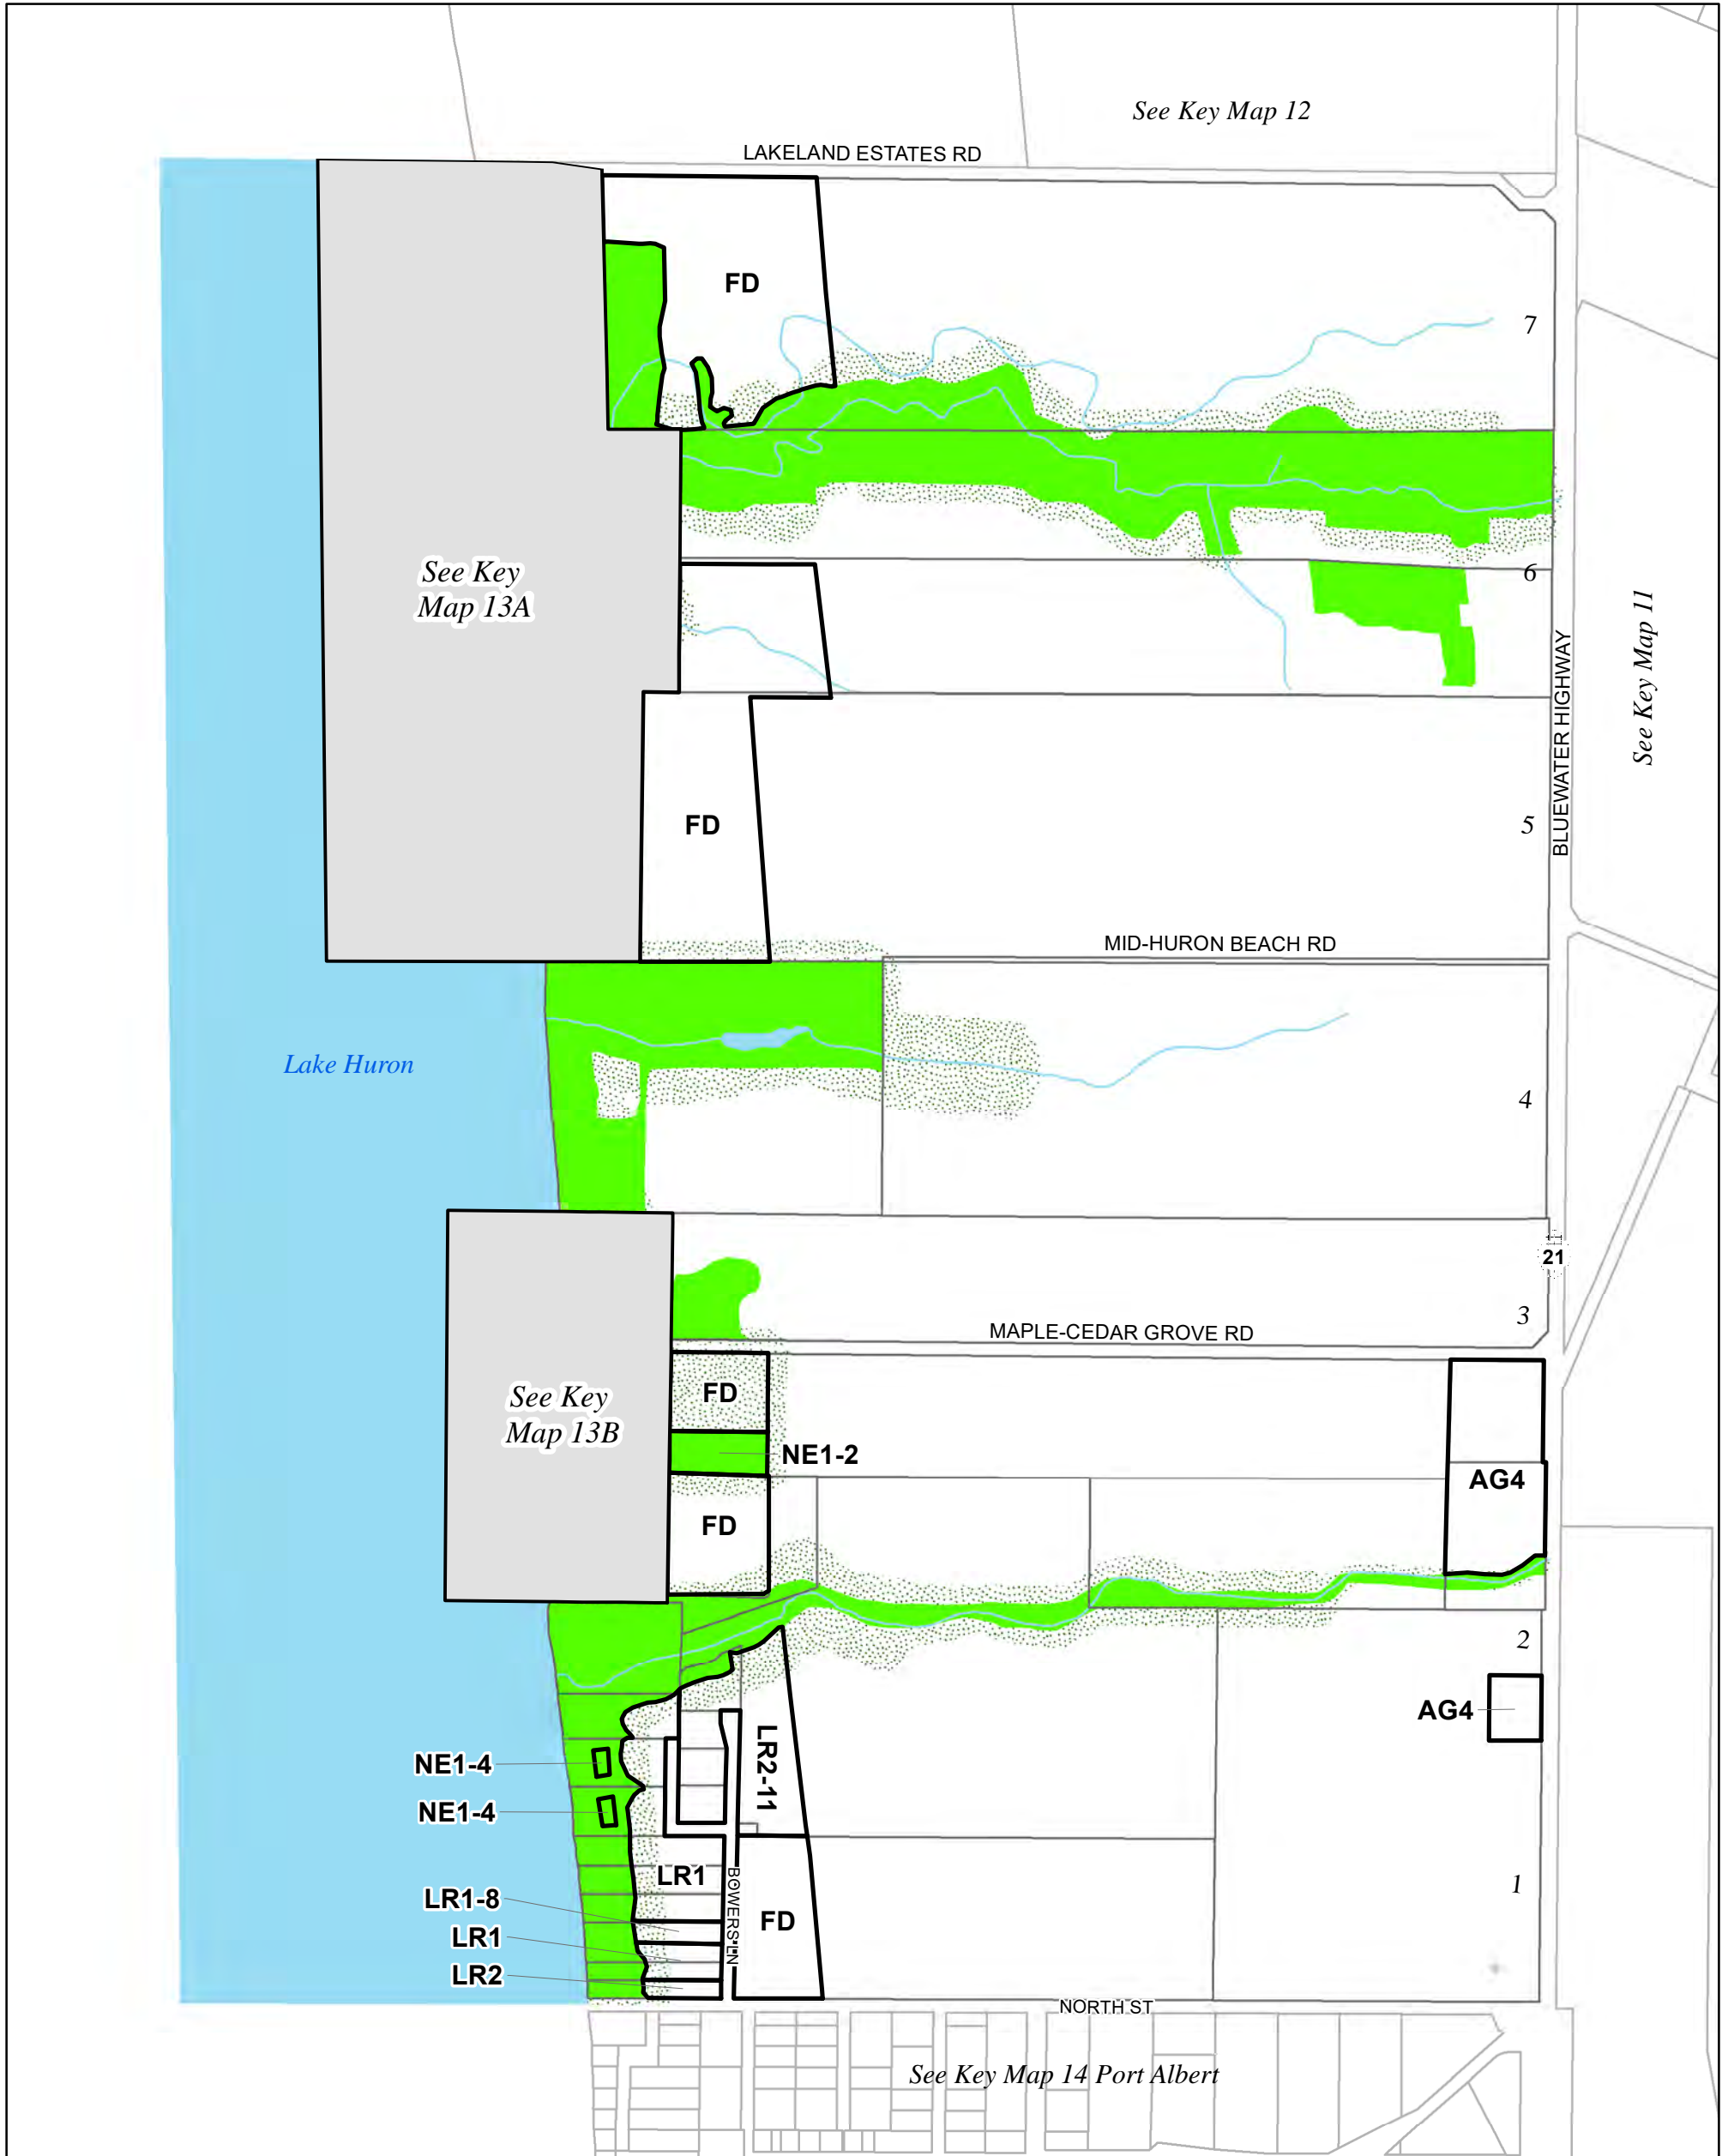 See Key Map 12
LAKELAND ESTATES RD
FD
7
See Key
Map 13A
6
See Key Map 11
BLUEWATER HIGHWAY
FD
5
MID-HURON BEACH RD
Lake Huron
4
21
3
MAPLE-CEDAR GROVE RD
FD
See Key
Map 13B
NE1-2
AG4
FD
2
AG4
LR2-11
NE1-4
NE1-4
LR1
BOWERS LN
1
LR1-8
FD
LR1
LR2
NORTH ST
See Key Map 14 Port Albert